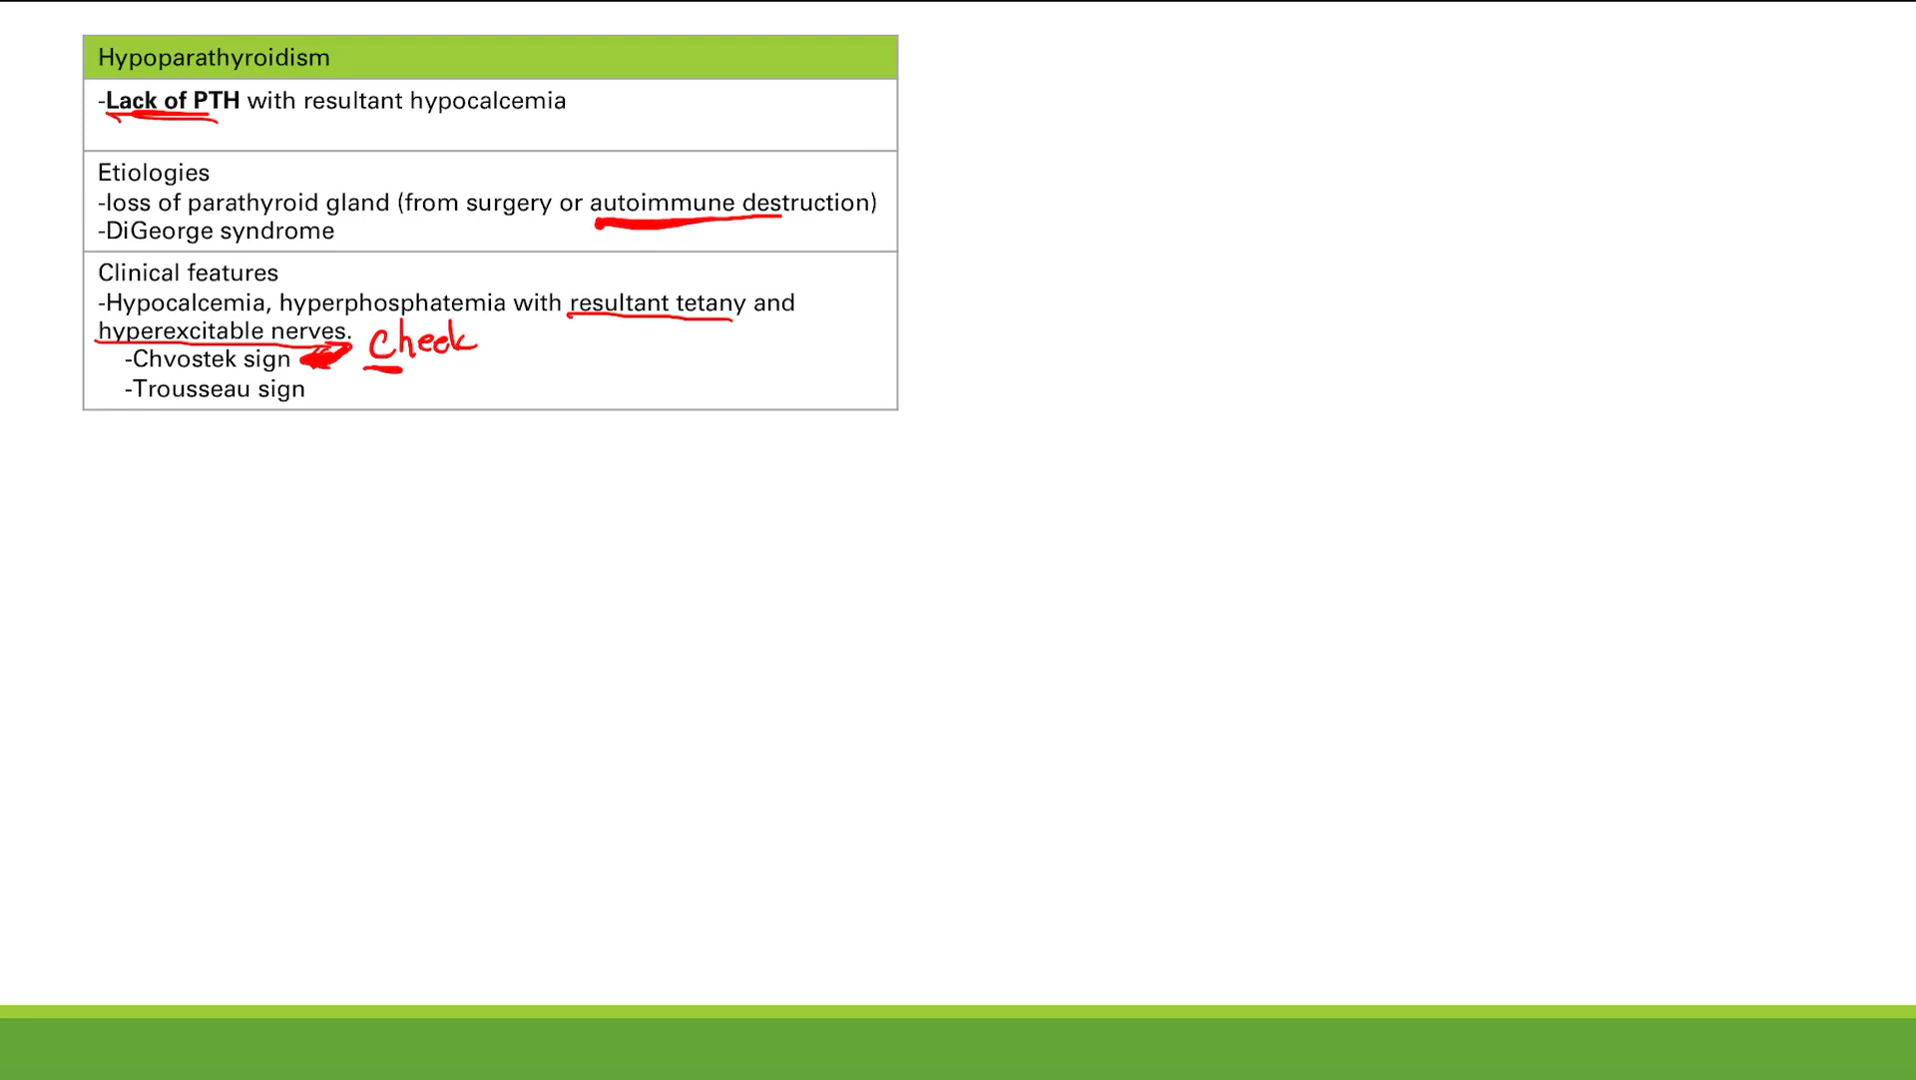 Hypoparathyroidism
-Lack of PTH with resultant hypocalcemia
Etiologies
-loss of parathyroid gland (from surgery or autoimmune destruction)
-DiGeorge syndrome
Clinical features
-Hypocalcemia, hyperphosphatemia with resultant tetany and
hyperexcitable nerves.
cheek
-Chvostek sign
-Trousseau sign